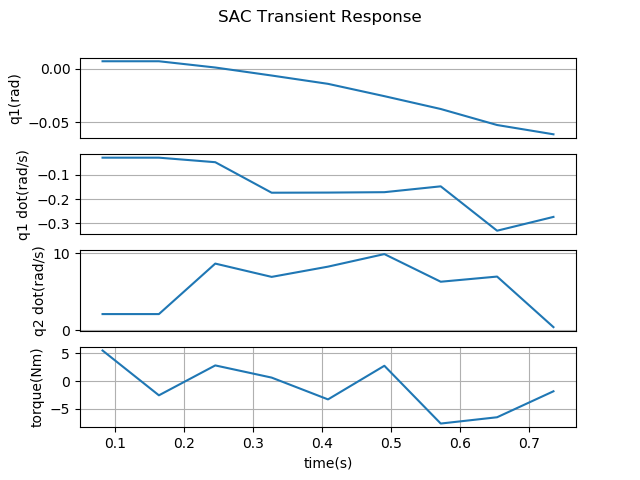 SAC Transient Response
q1(rad)
0.00
−0.05
q1 dot(rad/s)
−0.1
−0.2
−0.3
q2 dot(rad/s)
10
0
torque(Nm)
5
0
−5
0.1 0.2 0.3 0.4 0.5 0.6 0.7
time(s)